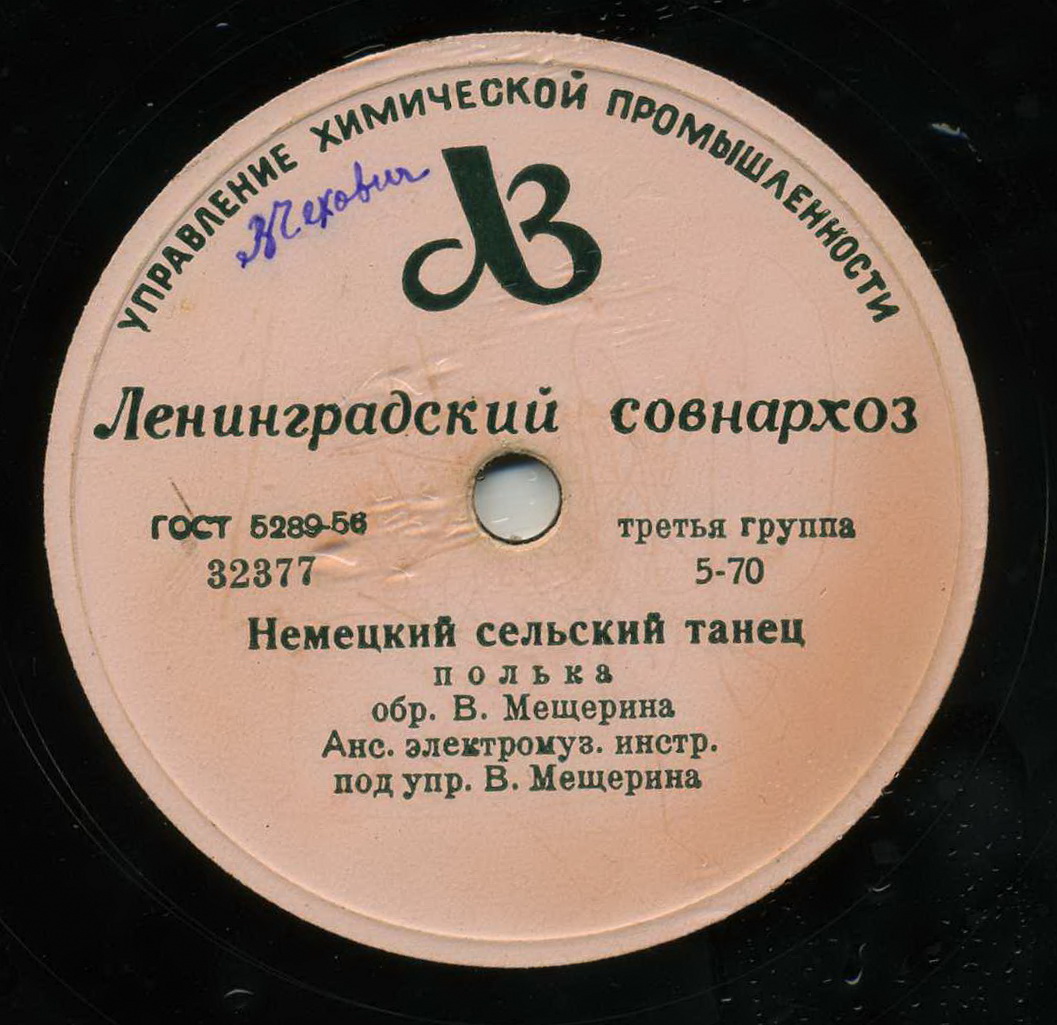 УПРАВЛЕНИЕ ХИМИЧЕСКОЙ ПРОМЫШЛЕННОСТИ
Чехович
ЛЗ
Ленинградский совнархоз
ГОСТ 5289-56 третья группа
32377 5-70
Немецкий сельский танец
полька
обр. В. Мещерина
Анс. электромуз. инстр.
под упр. В. Мещерина